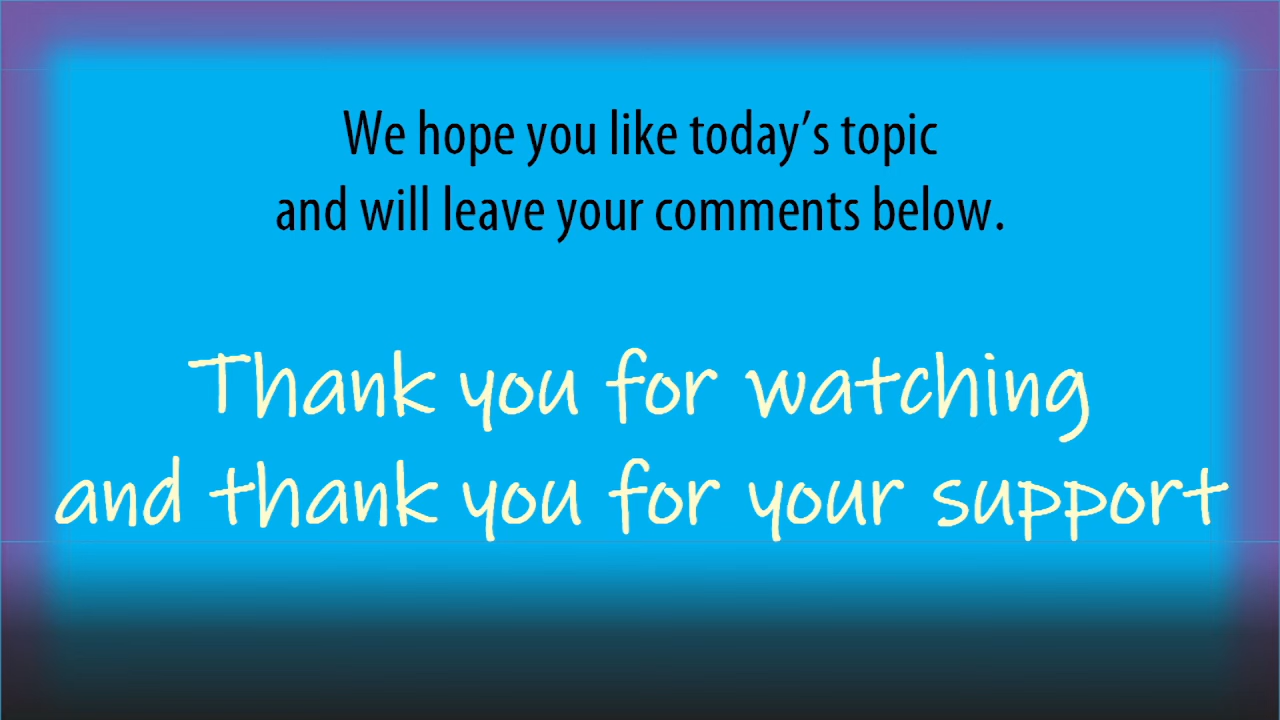 We hope you like today’s topic
and will leave your comments below.
Thank you for watching
and thank you for your support